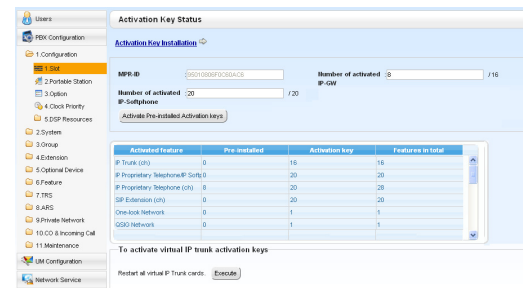 Users
PBX Configuration
1.Configuration
1.Slot
2.Portable Station
3.Option
4.Clock Priority
5.DSP Resources
2.System
3.Group
4.Extension
5.Optional Device
6.Feature
7.TRS
8.ARS
9.Private Network
10.CO & Incoming Call
11.Maintenance
UM Configuration
Network Service
Activation Key Status
Activation Key Installation
MPR-ID :
Number of activated IP-GW :8 / 16
Number of activated IP-Softphone :20 / 20
Activate Pre-installed Activation keys
Activated feature Pre-installed Activation key Features in total
IP Trunk (ch) 0 16 16
IP Proprietary Telephone/IP Softp 0 20 20
IP Proprietary Telephone (ch) 8 20 28
SIP Extension (ch) 0 20 20
One-look Network 0 1 1
QSIG Network 0 1 1
To activate virtual IP trunk activation keys
Restart all virtual IP Trunk cards. Execute